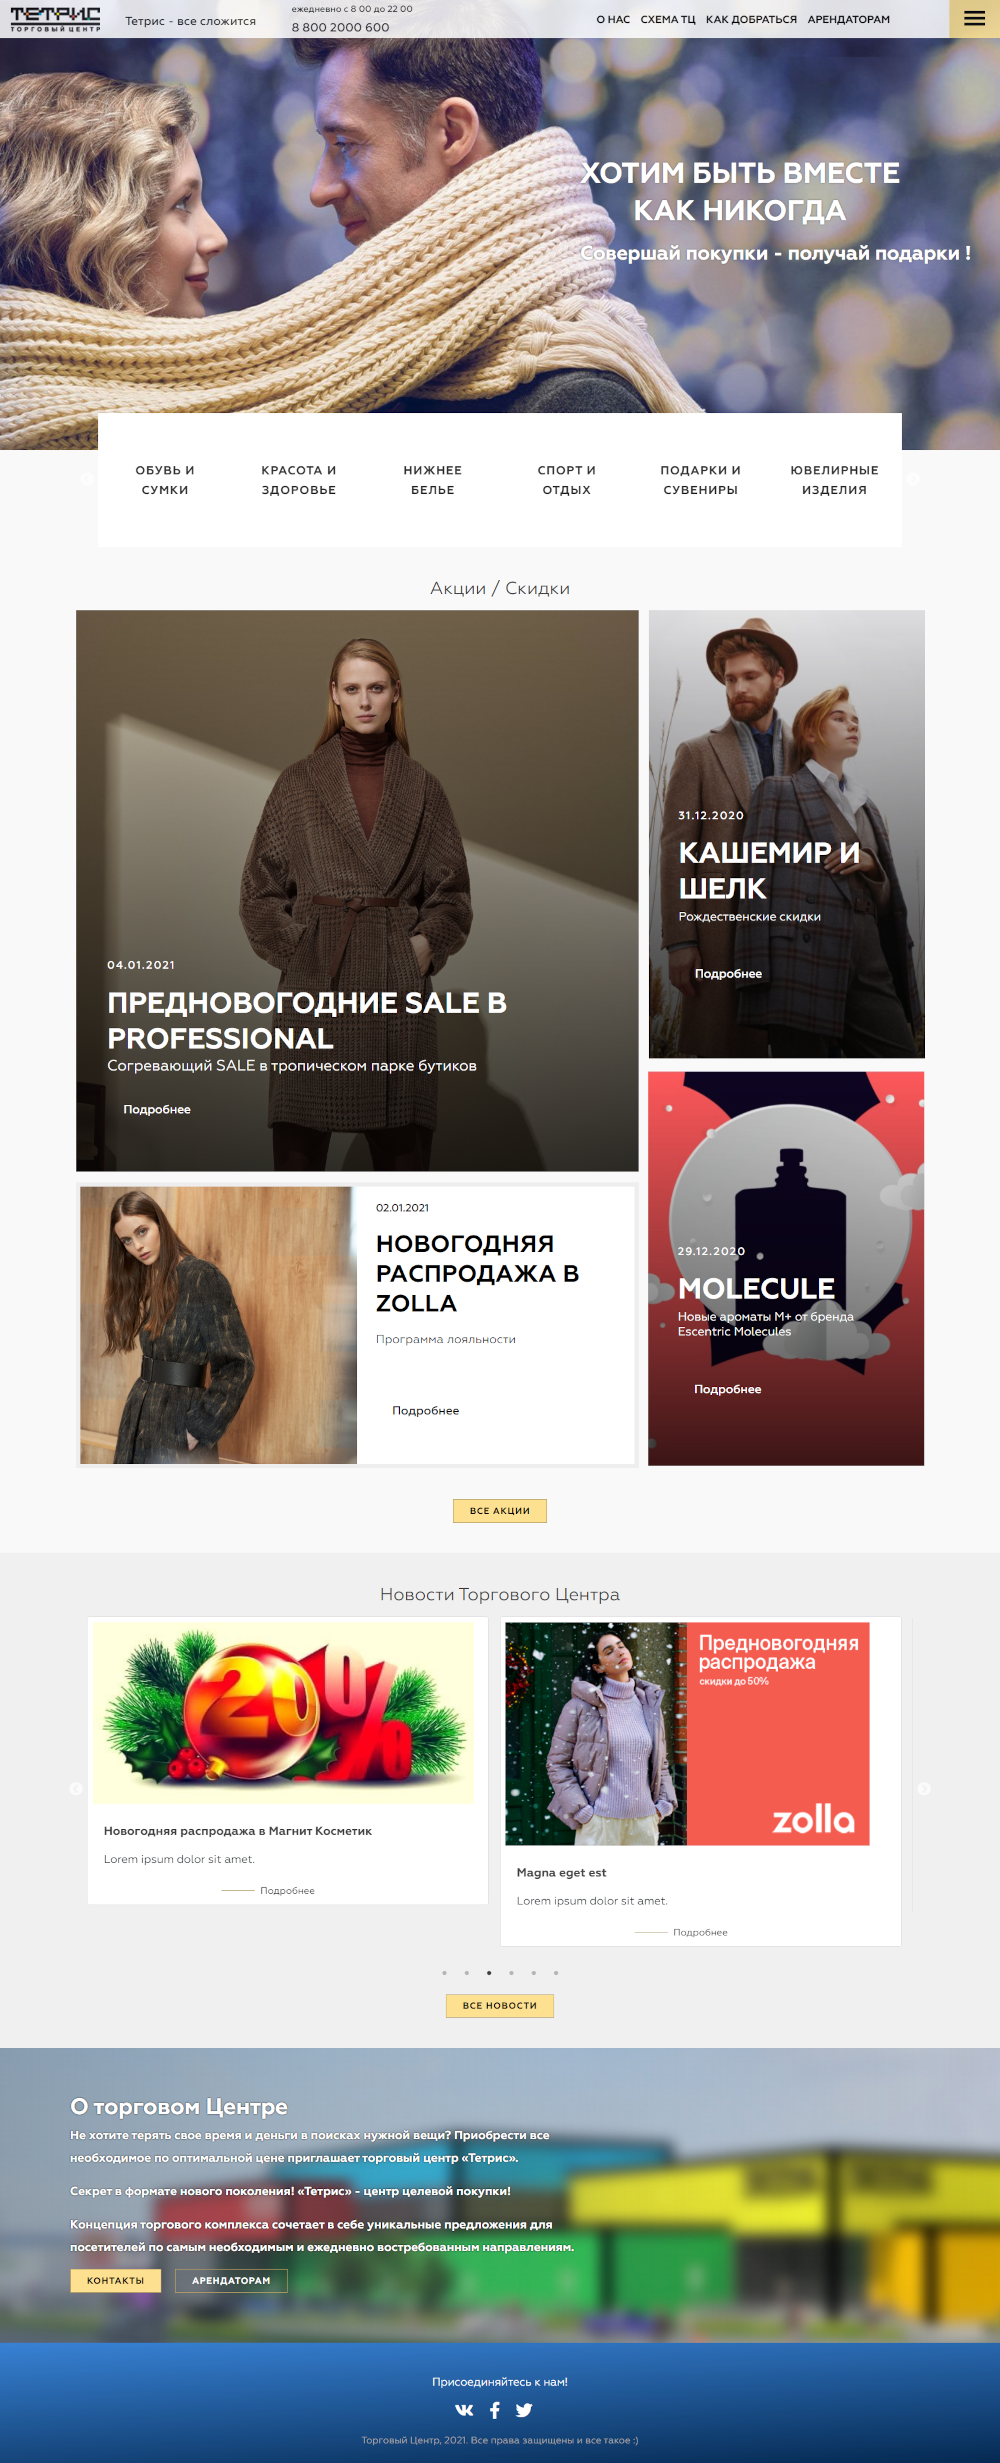 ТЕТРИС
ТОРГОВЫЙ ЦЕНТР
Тетрис - все сложится
ежедневно с 8 00 до 22 00
8 800 2000 600
О НАС СХЕМА ТЦ КАК ДОБРАТЬСЯ АРЕНДАТОРАМ
ХОТИМ БЫТЬ ВМЕСТЕ
КАК НИКОГДА
Совершай покупки - получай подарки !
ОБУВЬ И
СУМКИ
КРАСОТА И
ЗДОРОВЬЕ
НИЖНЕЕ
БЕЛЬЕ
СПОРТ И
ОТДЫХ
ПОДАРКИ И
СУВЕНИРЫ
ЮВЕЛИРНЫЕ
ИЗДЕЛИЯ
Акции / Скидки
04.01.2021
ПРЕДНОВОГОДНИЕ SALE В
PROFESSIONAL
Согревающий SALE в тропическом парке бутиков
Подробнее
31.12.2020
КАШЕМИР И
ШЕЛК
Рождественские скидки
Подробнее
02.01.2021
НОВОГОДНЯЯ
РАСПРОДАЖА В
ZOLLA
Программа лояльности
Подробнее
29.12.2020
MOLECULE
Новые ароматы M+ от бренда
Escentric Molecules
Подробнее
ВСЕ АКЦИИ
Новости Торгового Центра
20%
Новогодняя распродажа в Магнит Косметик
Lorem ipsum dolor sit amet.
Подробнее
Предновогодняя
распродажа
скидки до 50%
zolla
Magna eget est
Lorem ipsum dolor sit amet.
Подробнее
ВСЕ НОВОСТИ
О торговом Центре
Не хотите терять свое время и деньги в поисках нужной вещи? Приобрести все
необходимое по оптимальной цене приглашает торговый центр «Тетрис».
Секрет в формате нового поколения! «Тетрис» - центр целевой покупки!
Концепция торгового комплекса сочетает в себе уникальные предложения для
посетителей по самым необходимым и ежедневно востребованным направлениям.
КОНТАКТЫ
АРЕНДАТОРАМ
Присоединяйтесь к нам!
Торговый Центр, 2021. Все права защищены и все такое :)